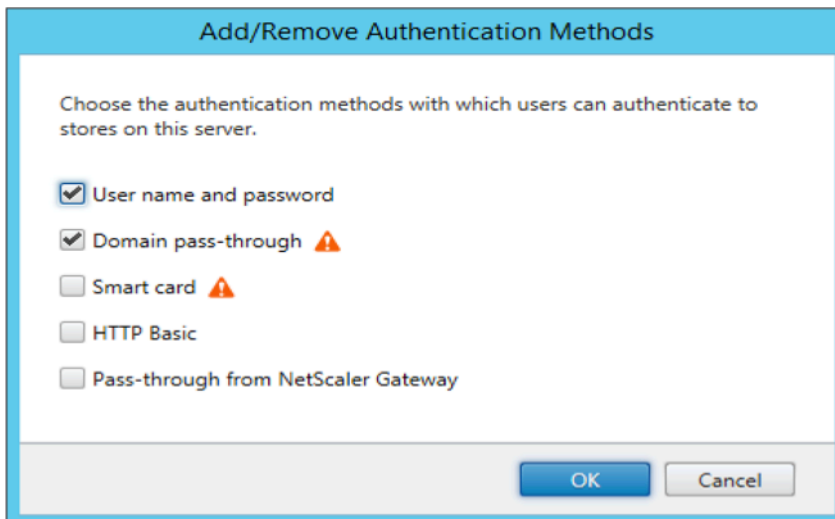 Add/Remove Authentication Methods
Choose the authentication methods with which users can authenticate to
stores on this server.
User name and password
Domain pass-through
Smart card
HTTP Basic
Pass-through from NetScaler Gateway
OK
Cancel